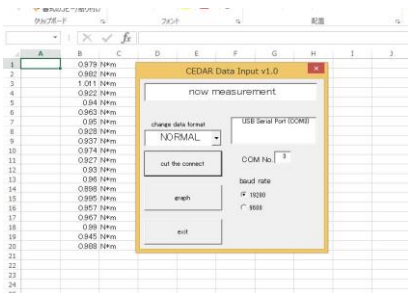 クリップボード フォント 配置
fx
A B C D E F G H I J
1 0.979 N*m
2 0.982 N*m
3 1.011 N*m
4 0.922 N*m
5 0.94 N*m
6 0.963 N*m
7 0.95 N*m
8 0.928 N*m
9 0.937 N*m
10 0.974 N*m
11 0.927 N*m
12 0.93 N*m
13 0.96 N*m
14 0.898 N*m
15 0.995 N*m
16 0.957 N*m
17 0.967 N*m
18 0.99 N*m
19 0.945 N*m
20 0.988 N*m
21
22
23
24
CEDAR Data Input v1.0
now measurement
change data format
NORMAL
USB Serial Port (COM3)
cut the connect
COM No. 3
baud rate
19200
9600
graph
exit